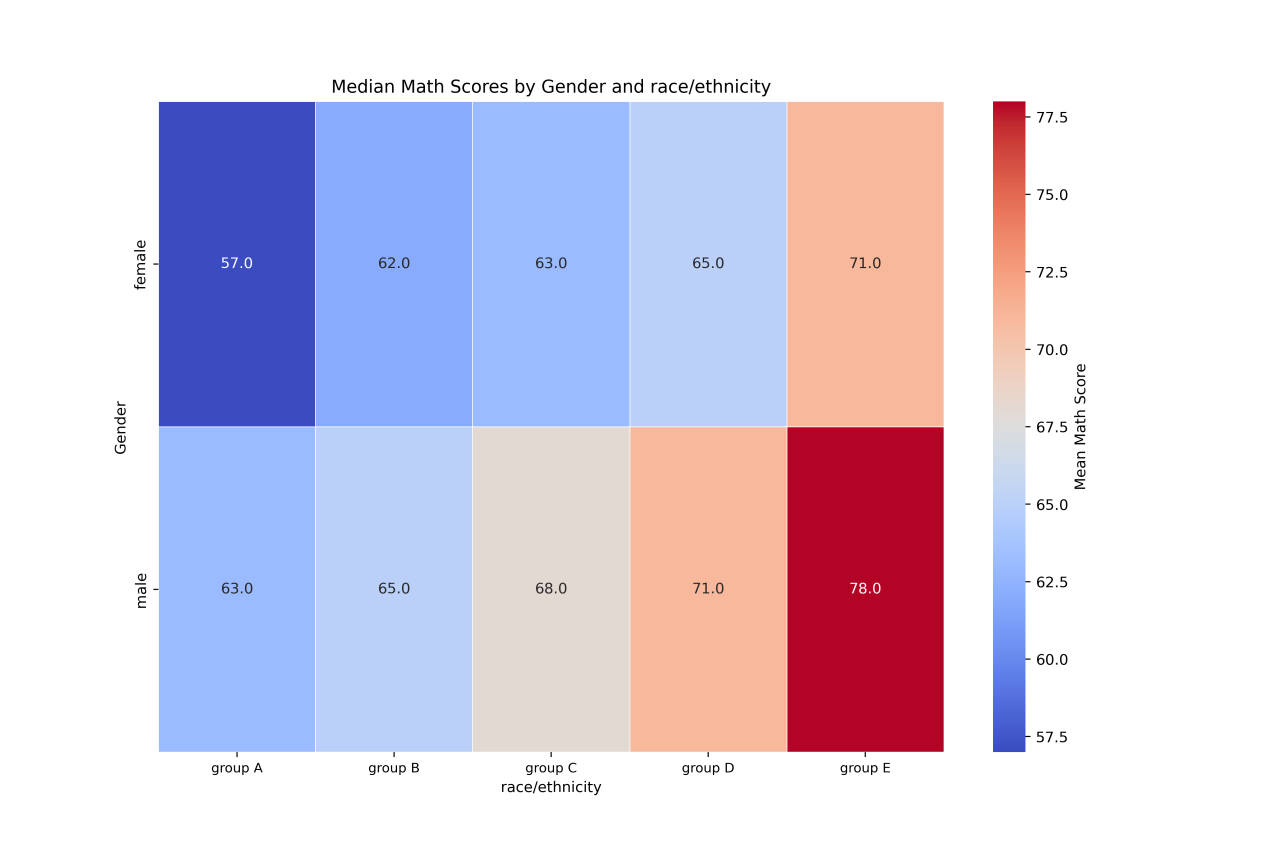 Median Math Scores by Gender and race/ethnicity
female
male
Gender
57.0 62.0 63.0 65.0 71.0
63.0 65.0 68.0 71.0 78.0
group A group B group C group D group E
race/ethnicity
77.5
75.0
72.5
70.0
67.5
65.0
62.5
60.0
57.5
Mean Math Score